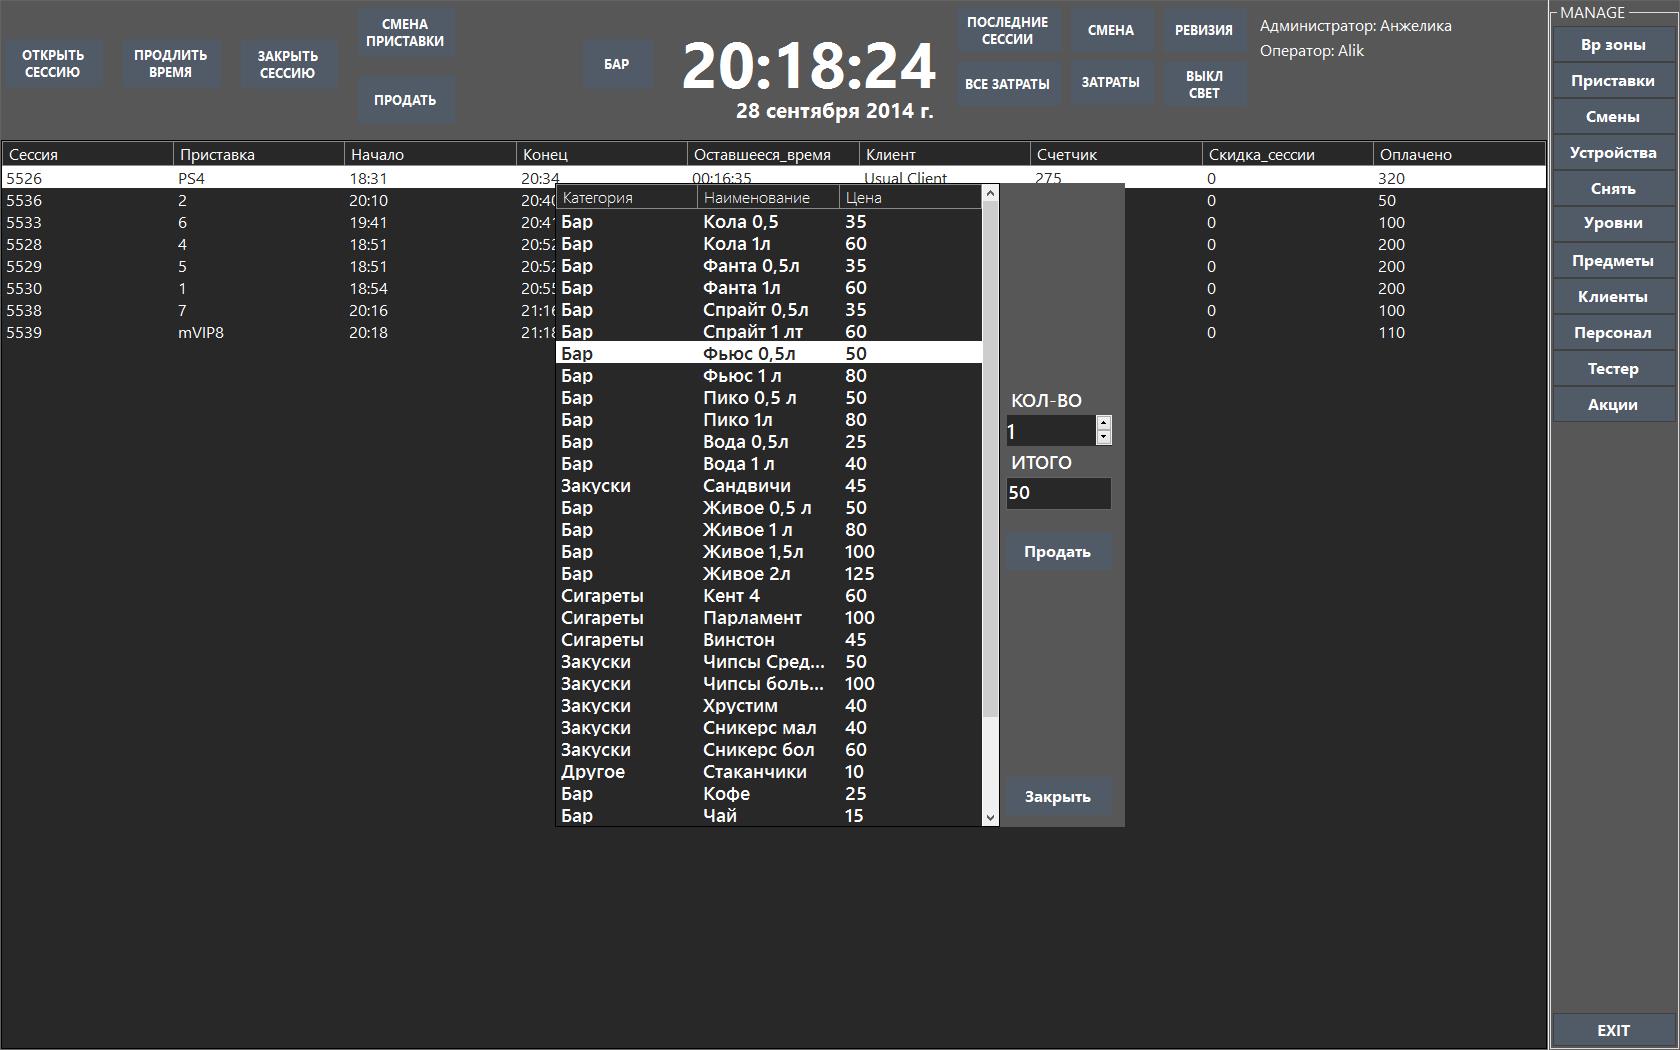 ОТКРЫТЬ
СЕССИЮ
ПРОДЛИТЬ
ВРЕМЯ
ЗАКРЫТЬ
СЕССИЮ
СМЕНА
ПРИСТАВКИ
ПРОДАТЬ
БАР
20:18:24
28 сентября 2014 г.
ПОСЛЕДНИЕ
СЕССИИ
СМЕНА
РЕВИЗИЯ
ВСЕ ЗАТРАТЫ
ЗАТРАТЫ
ВЫКЛ
СВЕТ
Администратор: Анжелика
Оператор: Alik
Сессия Приставка Начало Конец Оставшееся_время Клиент Счетчик Скидка_сессии Оплачено
5526 PS4 18:31 20:34 00:16:35 Usual Client 275 0 320
5536 2 20:10 20:40 0 50
5533 6 19:41 20:41 0 100
5528 4 18:51 20:52 0 200
5529 5 18:51 20:52 0 200
5530 1 18:54 20:55 0 200
5538 7 20:16 21:16 0 100
5539 mVIP8 20:18 21:18 0 110
Категория Наименование Цена
Бар Кола 0,5 35
Бар Кола 1л 60
Бар Фанта 0,5л 35
Бар Фанта 1л 60
Бар Спрайт 0,5л 35
Бар Спрайт 1 лт 60
Бар Фьюс 0,5л 50
Бар Фьюс 1 л 80
Бар Пико 0,5 л 50
Бар Пико 1л 80
Бар Вода 0,5л 25
Бар Вода 1 л 40
Закуски Сандвичи 45
Бар Живое 0,5 л 50
Бар Живое 1 л 80
Бар Живое 1,5л 100
Бар Живое 2л 125
Сигареты Кент 4 60
Сигареты Парламент 100
Сигареты Винстон 45
Закуски Чипсы Сред... 50
Закуски Чипсы боль... 100
Закуски Хрустим 40
Закуски Сникерс мал 40
Закуски Сникерс бол 60
Другое Стаканчики 10
Бар Кофе 25
Бар Чай 15
КОЛ-ВО
1
ИТОГО
50
Продать
Закрыть
MANAGE
Вр зоны
Приставки
Смены
Устройства
Снять
Уровни
Предметы
Клиенты
Персонал
Тестер
Акции
EXIT